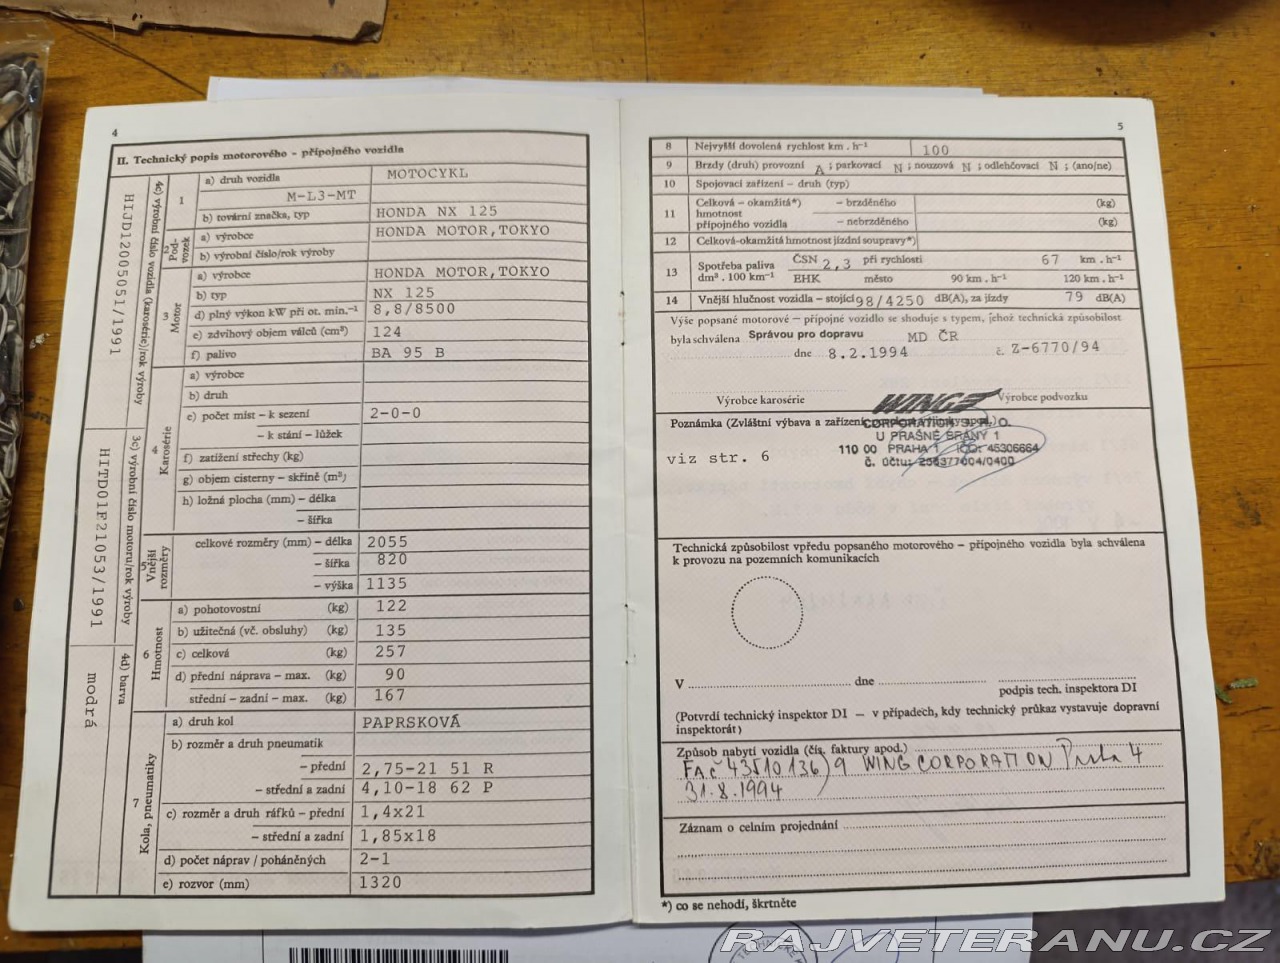 4
II. Technický popis motorového - přípojného vozidla
4c) výrobní číslo vozidla (karosérie)/rok výroby
HIJD12005051/1991
3c) výrobní číslo motoru/rok výroby
HITD01F21053/1991
4d) barva
modrá
1
a) druh vozidla MOTOCYKL
M-L3-MT
b) tovární značka, typ HONDA NX 125
2 Podvozek
a) výrobce HONDA MOTOR,TOKYO
b) výrobní číslo/rok výroby
3 Motor
a) výrobce HONDA MOTOR,TOKYO
b) typ NX 125
d) plný výkon kW při ot. min.⁻¹ 8,8/8500
e) zdvihový objem válců (cm³) 124
f) palivo BA 95 B
4 Karosérie
a) výrobce
b) druh
e) počet míst - k sezení 2-0-0
- k stání - lůžek
f) zatížení střechy (kg)
g) objem cisterny - skříně (m³)
h) ložná plocha (mm) - délka
- šířka
5 Vnější rozměry
celkové rozměry (mm) - délka 2055
- šířka 820
- výška 1135
6 Hmotnost
a) pohotovostní (kg) 122
b) užitečná (vč. obsluhy) (kg) 135
c) celková (kg) 257
d) přední náprava - max. (kg) 90
střední - zadní - max. (kg) 167
7 Kola, pneumatiky
a) druh kol PAPRSKOVÁ
b) rozměr a druh pneumatik
- přední 2,75-21 51 R
- střední a zadní 4,10-18 62 P
c) rozměr a druh ráfků - přední 1,4x21
- střední a zadní 1,85x18
d) počet náprav / poháněných 2-1
e) rozvor (mm) 1320
5
8 Nejvyšší dovolená rychlost km . h⁻¹ 100
9 Brzdy (druh) provozní A ; parkovací N ; nouzová N ; odlehčovací N ; (ano/ne)
10 Spojovací zařízení - druh (typ)
11 Celková - okamžitá*) - brzděného (kg)
hmotnost
přípojného vozidla - nebrzděného (kg)
12 Celková-okamžitá hmotnost jízdní soupravy*)
13 Spotřeba paliva ČSN 2,3 při rychlosti 67 km . h⁻¹
dm³ . 100 km⁻¹ EHK město 90 km . h⁻¹ 120 km . h⁻¹
14 Vnější hlučnost vozidla - stojící 98/4250 dB(A), za jízdy 79 dB(A)
Výše popsané motorové - přípojné vozidlo se shoduje s typem, jehož technická způsobilost
byla schválena Správou pro dopravu MD ČR
dne 8.2.1994 č. Z-6770/94
Výrobce karosérie Výrobce podvozku
WING
CORPORATION S. R. O.
U PRAŠNÉ BRÁNY 1
110 00 PRAHA 1 IČO: 45306664
č. účtu: 256377004/0400
Poznámka (Zvláštní výbava a zařízení
viz str. 6
Technická způsobilost vpředu popsaného motorového - přípojného vozidla byla schválena
k provozu na pozemních komunikacích
V dne
podpis tech. inspektora DI
(Potvrdí technický inspektor DI - v případech, kdy technický průkaz vystavuje dopravní
inspektorát)
Způsob nabytí vozidla (čís. faktury apod.)
FA č 43510136/9 WING CORPORATION Praha 4
31.8.1994
Záznam o celním projednání
*) co se nehodí, škrtněte
RAJVETERANU.CZ